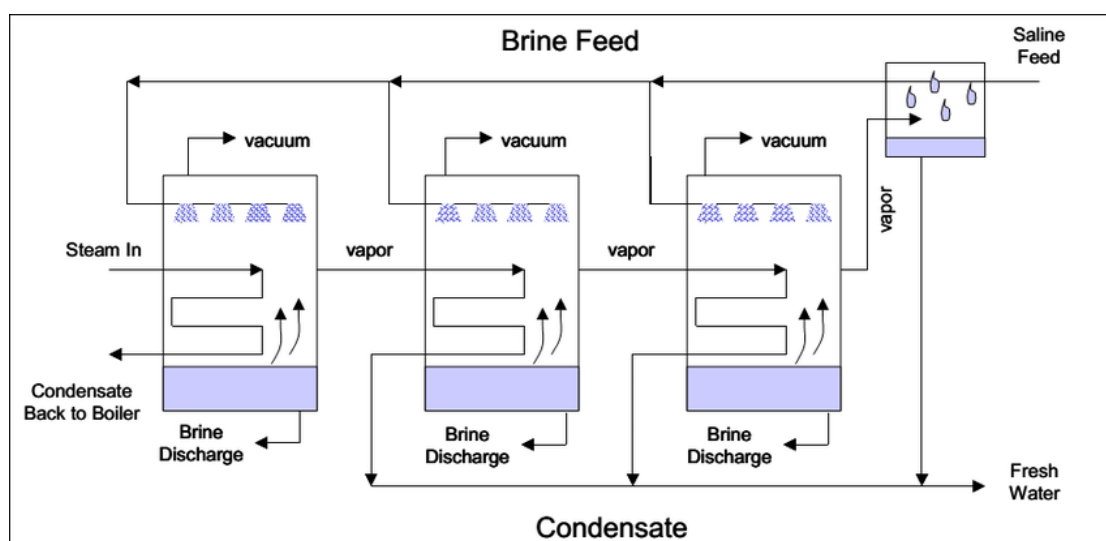 Brine Feed
Saline
Feed
vacuum
vacuum
vacuum
vapor
Steam In
vapor
vapor
Condensate
Back to Boiler
Brine
Discharge
Brine
Discharge
Brine
Discharge
Fresh
Water
Condensate